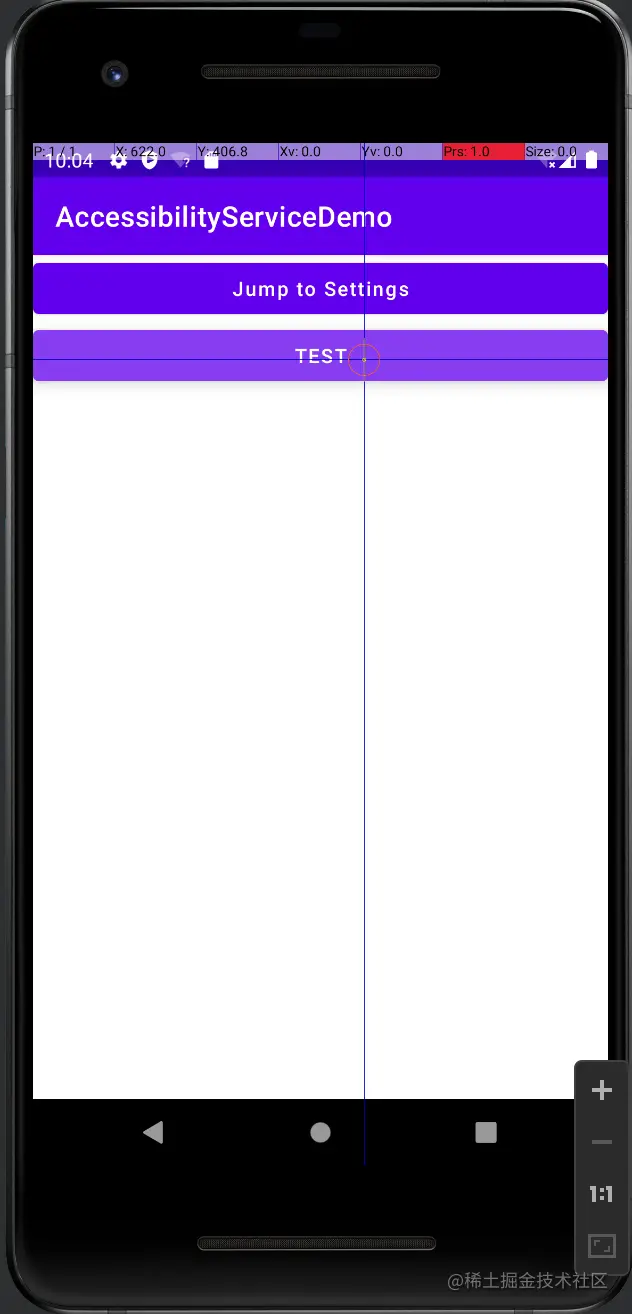 P: 1 / 1 X: 622.0 Y: 406.8 Xv: 0.0 Yv: 0.0 Prs: 1.0 Size: 0.0
10:04
AccessibilityServiceDemo
Jump to Settings
TEST
1:1
@稀土掘金技术社区